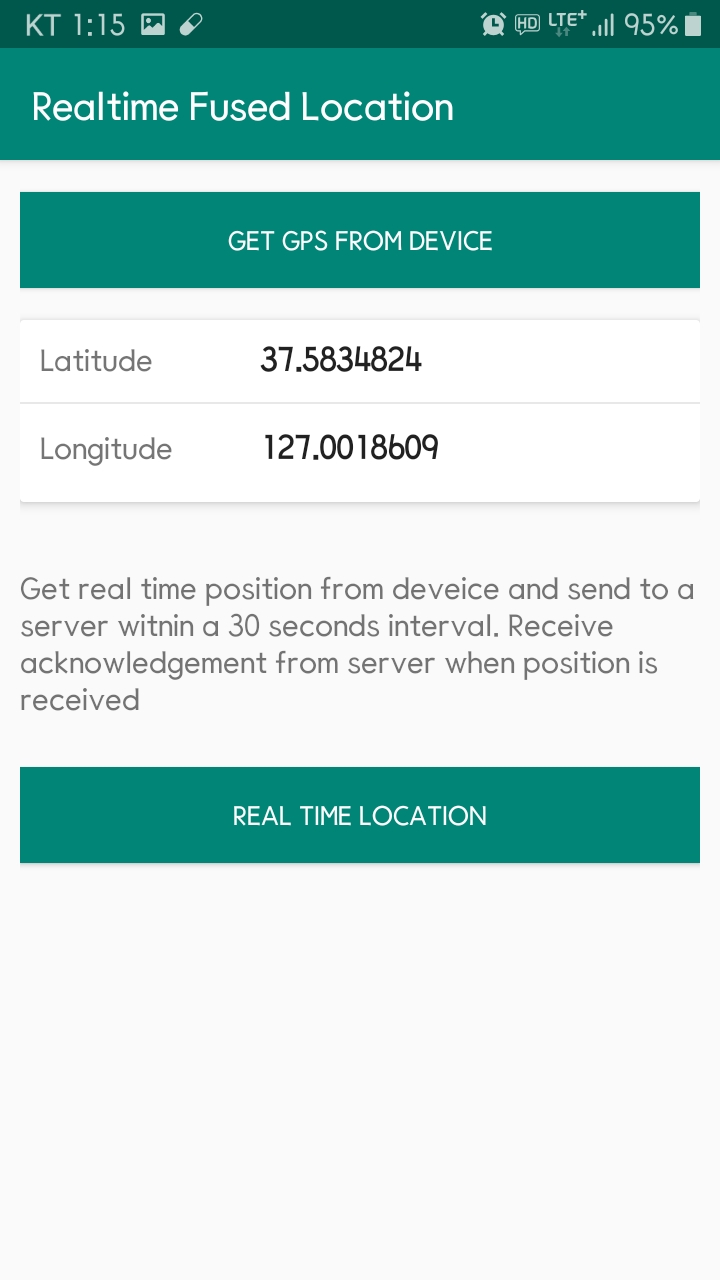 KT 1:15 HD LTE+ 95%
Realtime Fused Location
GET GPS FROM DEVICE
Latitude 37.5834824
Longitude 127.0018609
Get real time position from deveice and send to a
server witnin a 30 seconds interval. Receive
acknowledgement from server when position is
received
REAL TIME LOCATION